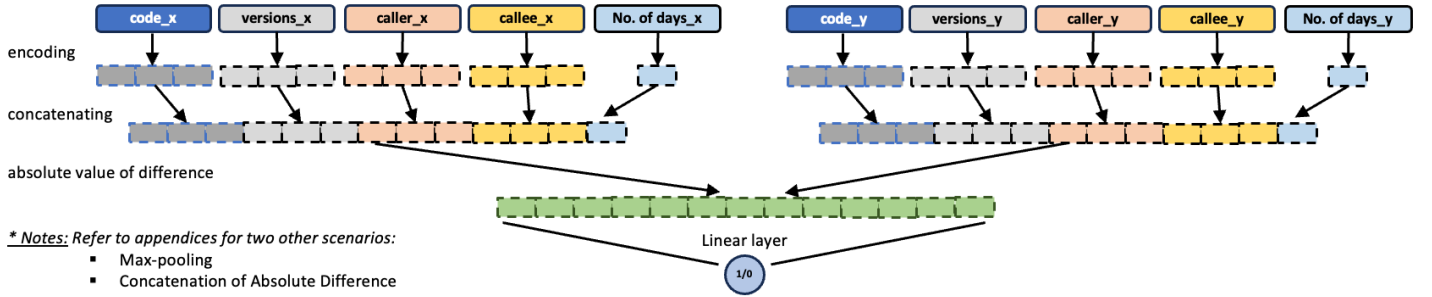 code_x versions_x caller_x callee_x No. of days_x code_y versions_y caller_y callee_y No. of days_y
encoding
concatenating
absolute value of difference
* Notes: Refer to appendices for two other scenarios:
▪ Max-pooling
▪ Concatenation of Absolute Difference
Linear layer
1/0